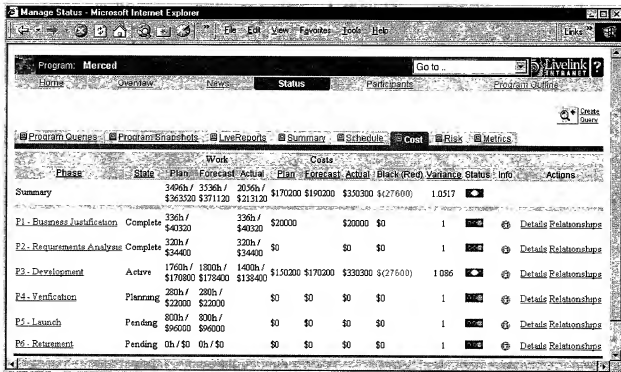 Manage Status - Microsoft Internet Explorer
File Edit View Favorites Tools Help Links
Program: Merced Go to .. Livelink INTRANET ?
Home Overview News Status Participants Program Outline
Create Query
Program Queries Program Snapshots LiveReports Summary Schedule Cost Risk Metrics
Work Costs
Phase State Plan Forecast Actual Plan Forecast Actual Black (Red) Variance Status Info Actions
Summary 3496h / $363520 3536h / $371120 2056h / $213120 $170200 $190200 $350300 $(27600) 1.0517
P1 - Business Justification Complete 336h / $40320 336h / $40320 $20000 $20000 $0 1 Details Relationships
P2 - Requirements Analysis Complete 320h / $34400 320h / $34400 $0 $0 $0 1 Details Relationships
P3 - Development Active 1760h / $170800 1800h / $178400 1400h / $138400 $150200 $170200 $330300 $(27600) 1 086 Details Relationships
P4 - Verification Planning 280h / $22000 280h / $22000 $0 $0 $0 1 Details Relationships
P5 - Launch Pending 800h / $96000 800h / $96000 $0 $0 $0 1 Details Relationships
P6 - Retirement Pending 0h / $0 0h / $0 $0 $0 $0 1 Details Relationships